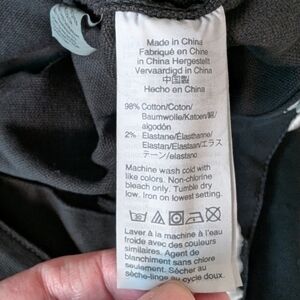 Made in China
Fabriqué en Chine
In China Hergestellt
Vervaardigd in China
中国製
Hecho en China
98% Cotton/Coton/
Baumwolle/Katoen/綿/
algodón
2% Elastane/Élasthanne/
Elastan/Elastaan/エラス
テーン/elastano
Machine wash cold with
like colors. Non-chlorine
bleach only. Tumble dry
low. Iron on lowest setting.
Laver à la machine à l'eau
froide avec des couleurs
similaires. Agent de
blanchiment sans chlore
seulement. Sécher au
sèche-linge au cycle doux.